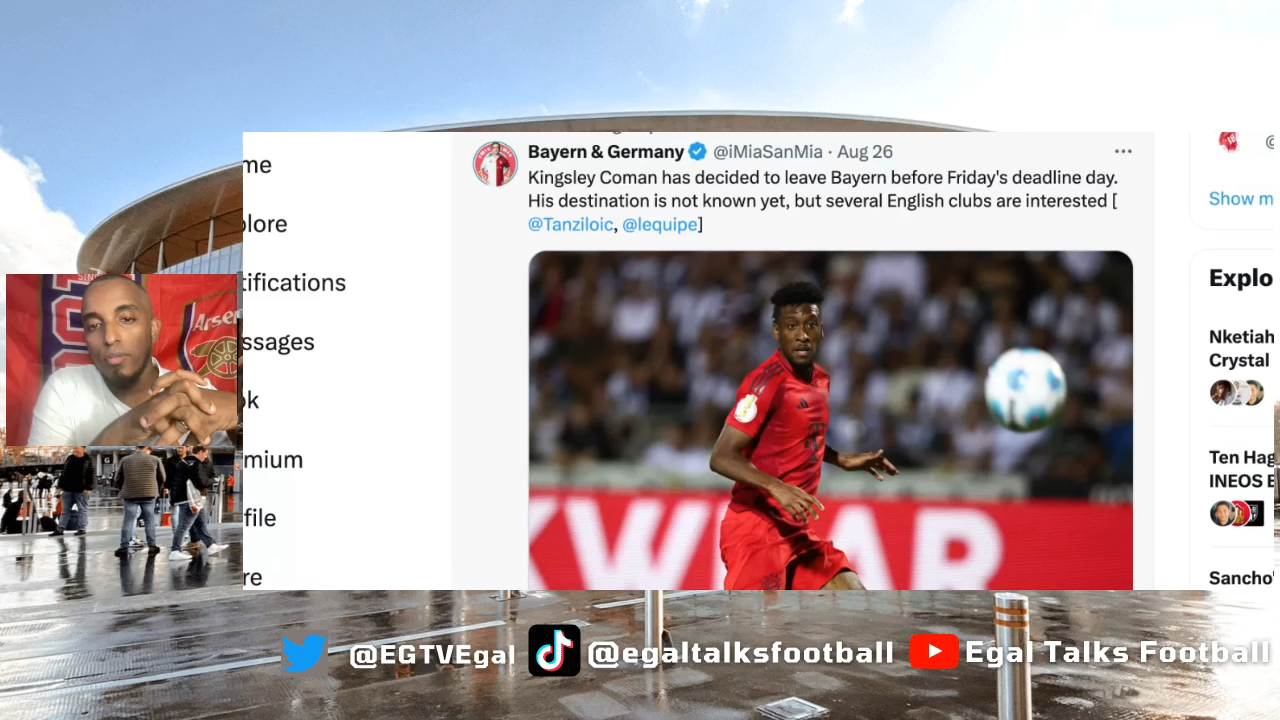 Bayern & Germany @iMiaSanMia · Aug 26 ...
Kingsley Coman has decided to leave Bayern before Friday's deadline day.
His destination is not known yet, but several English clubs are interested [
@Tanziloic, @lequipe]
me
lore
tifications
ssages
ok
mium
file
re
Show m
Explo
Nketiah
Crystal
Ten Hag
INEOS
Sancho'
Arsen
@EGTVEgal
@egaltalksfootball
Egal Talks Football